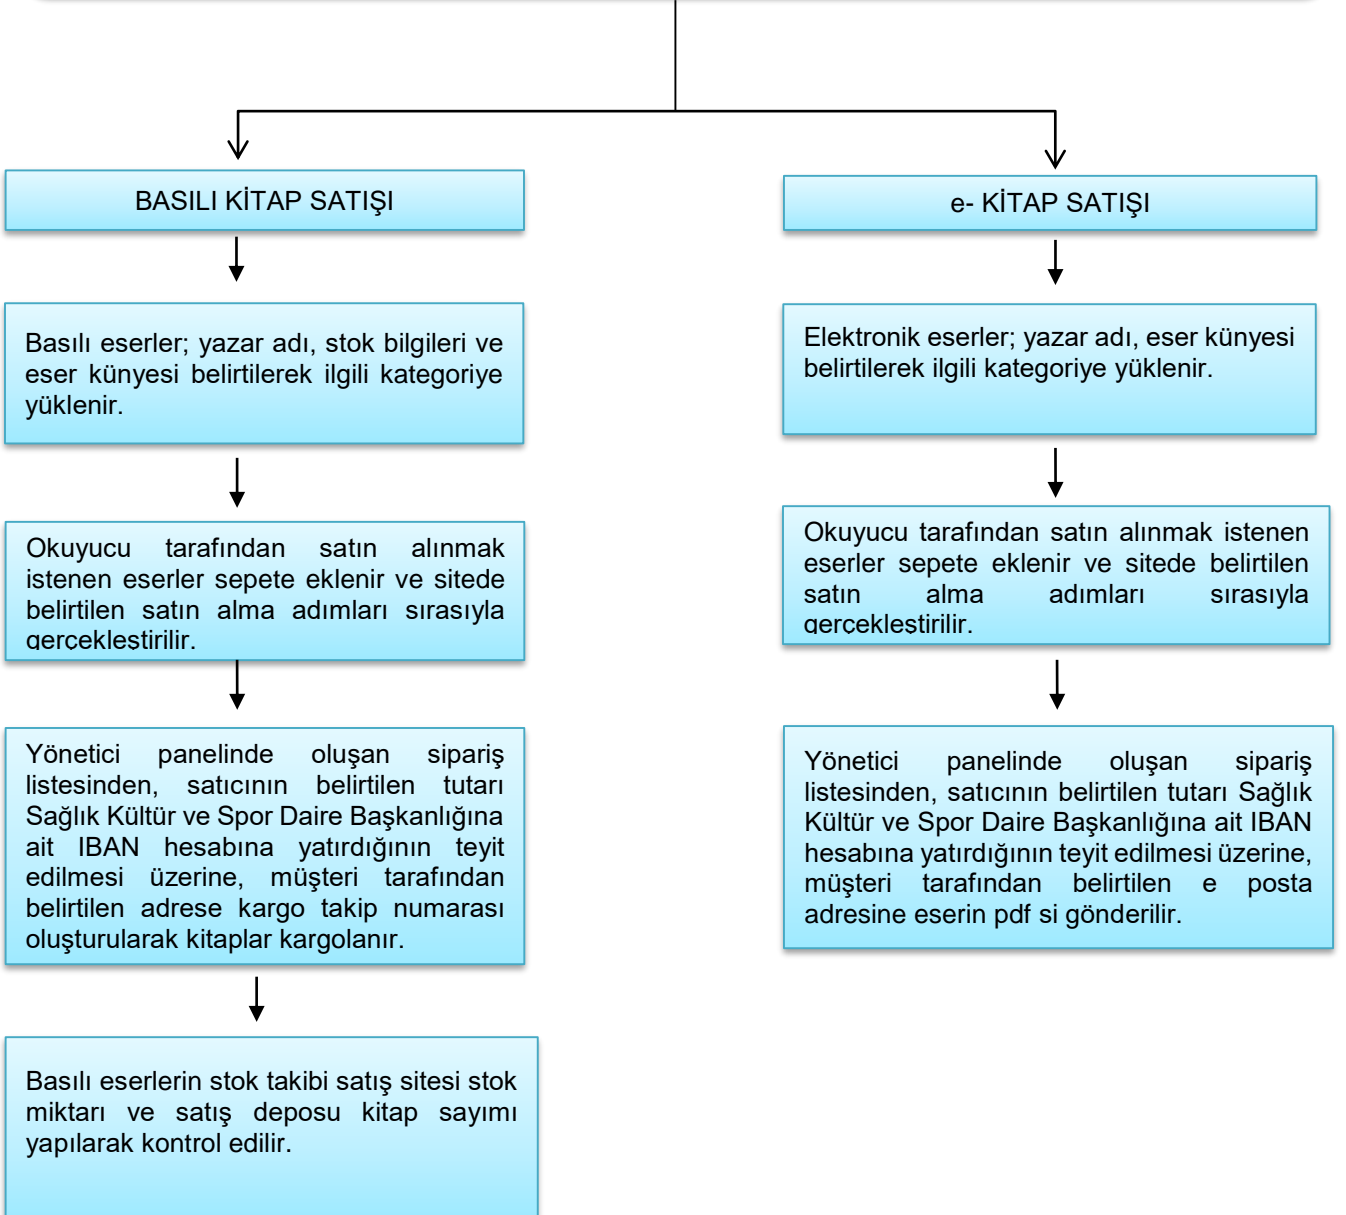 BASILI KİTAP SATIŞI
Basılı eserler; yazar adı, stok bilgileri ve
eser künyesi belirtilerek ilgili kategoriye
yüklenir.
Okuyucu tarafından satın alınmak
istenen eserler sepete eklenir ve sitede
belirtilen satın alma adımları sırasıyla
gerçekleştirilir.
Yönetici panelinde oluşan sipariş
listesinden, satıcının belirtilen tutarı
Sağlık Kültür ve Spor Daire Başkanlığına
ait IBAN hesabına yatırdığının teyit
edilmesi üzerine, müşteri tarafından
belirtilen adrese kargo takip numarası
oluşturularak kitaplar kargolanır.
Basılı eserlerin stok takibi satış sitesi stok
miktarı ve satış deposu kitap sayımı
yapılarak kontrol edilir.
e- KİTAP SATIŞI
Elektronik eserler; yazar adı, eser künyesi
belirtilerek ilgili kategoriye yüklenir.
Okuyucu tarafından satın alınmak istenen
eserler sepete eklenir ve sitede belirtilen
satın alma adımları sırasıyla
gerçekleştirilir.
Yönetici panelinde oluşan sipariş
listesinden, satıcının belirtilen tutarı Sağlık
Kültür ve Spor Daire Başkanlığına ait IBAN
hesabına yatırdığının teyit edilmesi üzerine,
müşteri tarafından belirtilen e posta
adresine eserin pdf si gönderilir.